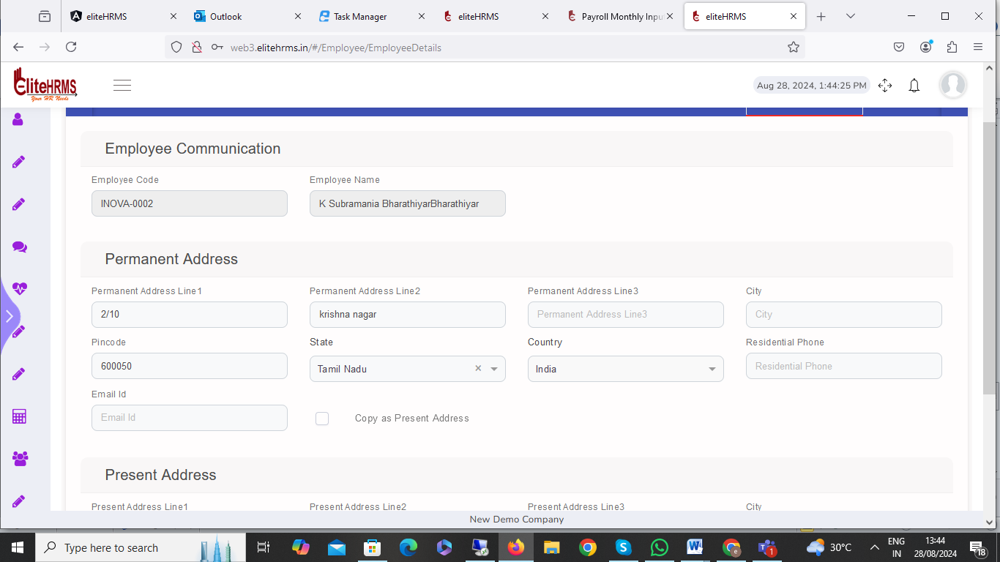 eliteHRMS
Outlook
Task Manager
eliteHRMS
Payroll Monthly Inpu
eliteHRMS
web3.elitehrms.in/#/Employee/EmployeeDetails
EliteHRMS
Your HR Needs
Aug 28, 2024, 1:44:25 PM
Employee Communication
Employee Code Employee Name
INOVA-0002 K Subramania BharathiyarBharathiyar
Permanent Address
Permanent Address Line1 Permanent Address Line2 Permanent Address Line3 City
2/10 krishna nagar Permanent Address Line3 City
Pincode State Country Residential Phone
600050 Tamil Nadu India Residential Phone
Email Id
Email Id Copy as Present Address
Present Address
Present Address Line1 Present Address Line2 Present Address Line3 City
New Demo Company
Type here to search
1
30°C
ENG
IN
13:44
28/08/2024
18